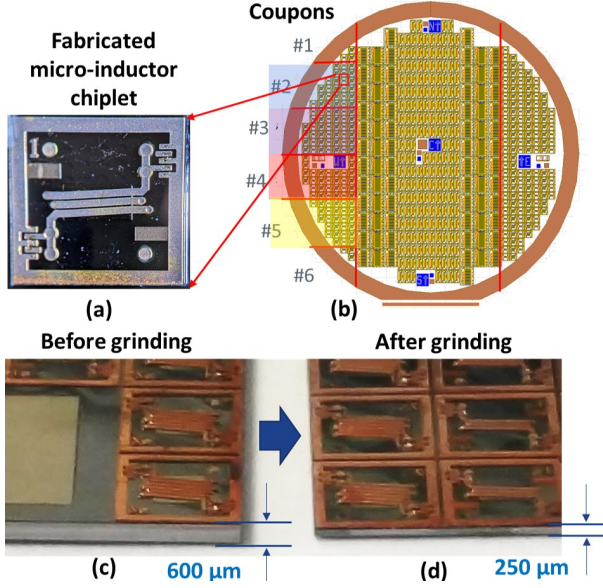 Coupons
Fabricated
micro-inductor
chiplet
#1
#2
#3
#4
#5
#6
1
(a)
(b)
Before grinding
After grinding
(c)
600 µm
(d)
250 µm